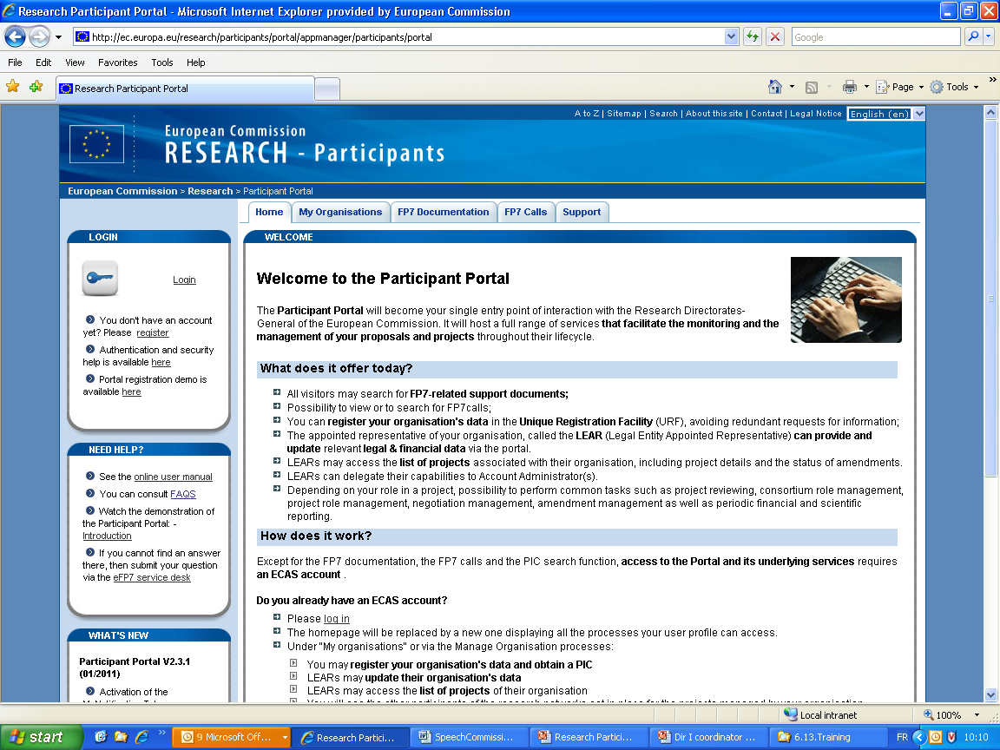 Research Participant Portal - Microsoft Internet Explorer provided by European Commission
http://ec.europa.eu/research/participants/portal/appmanager/participants/portal
Google
File Edit View Favorites Tools Help
Research Participant Portal
Page Tools
A to Z | Sitemap | Search | About this site | Contact | Legal Notice English (en)
European Commission
RESEARCH - Participants
European Commission > Research > Participant Portal
Home My Organisations FP7 Documentation FP7 Calls Support
LOGIN
Login
You don't have an account
yet? Please register
Authentication and security
help is available here
Portal registration demo is
available here
NEED HELP?
See the online user manual
You can consult FAQS
Watch the demonstration of
the Participant Portal: -
Introduction
If you cannot find an answer
there, then submit your question
via the eFP7 service desk
WHAT'S NEW
Participant Portal V2.3.1
(01/2011)
Activation of the
WELCOME
Welcome to the Participant Portal
The Participant Portal will become your single entry point of interaction with the Research Directorates-
General of the European Commission. It will host a full range of services that facilitate the monitoring and the
management of your proposals and projects throughout their lifecycle.
What does it offer today?
All visitors may search for FP7-related support documents;
Possibility to view or to search for FP7calls;
You can register your organisation's data in the Unique Registration Facility (URF), avoiding redundant requests for information;
The appointed representative of your organisation, called the LEAR (Legal Entity Appointed Representative) can provide and
update relevant legal & financial data via the portal.
LEARs may access the list of projects associated with their organisation, including project details and the status of amendments.
LEARs can delegate their capabilities to Account Administrator(s).
Depending on your role in a project, possibility to perform common tasks such as project reviewing, consortium role management,
project role management, negotiation management, amendment management as well as periodic financial and scientific
reporting.
How does it work?
Except for the FP7 documentation, the FP7 calls and the PIC search function, access to the Portal and its underlying services requires
an ECAS account .
Do you already have an ECAS account?
Please log in
The homepage will be replaced by a new one displaying all the processes your user profile can access.
Under "My organisations" or via the Manage Organisation processes:
You may register your organisation's data and obtain a PIC
LEARs may update their organisation's data
LEARs may access the list of projects of their organisation
Local intranet 100%
start 9 Microsoft Off... Research Partici... SpeechCommissi... Research Partici... Dir I coordinator ... 6.13.Training FR 10:10